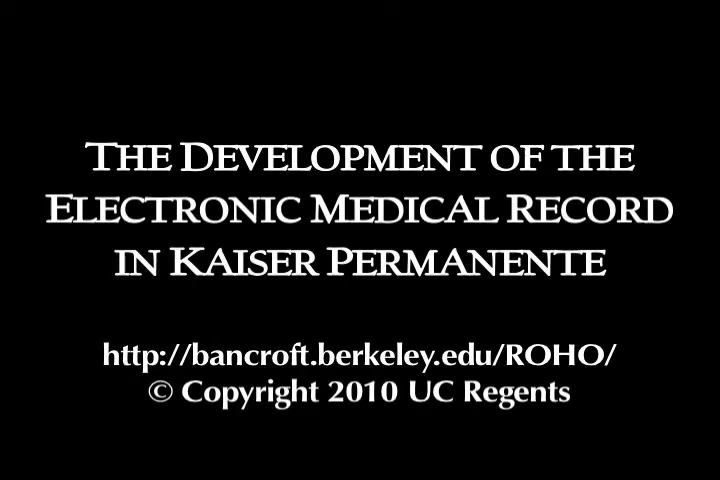 The Development of the
Electronic Medical Record
in Kaiser Permanente
http://bancroft.berkeley.edu/ROHO/
© Copyright 2010 UC Regents